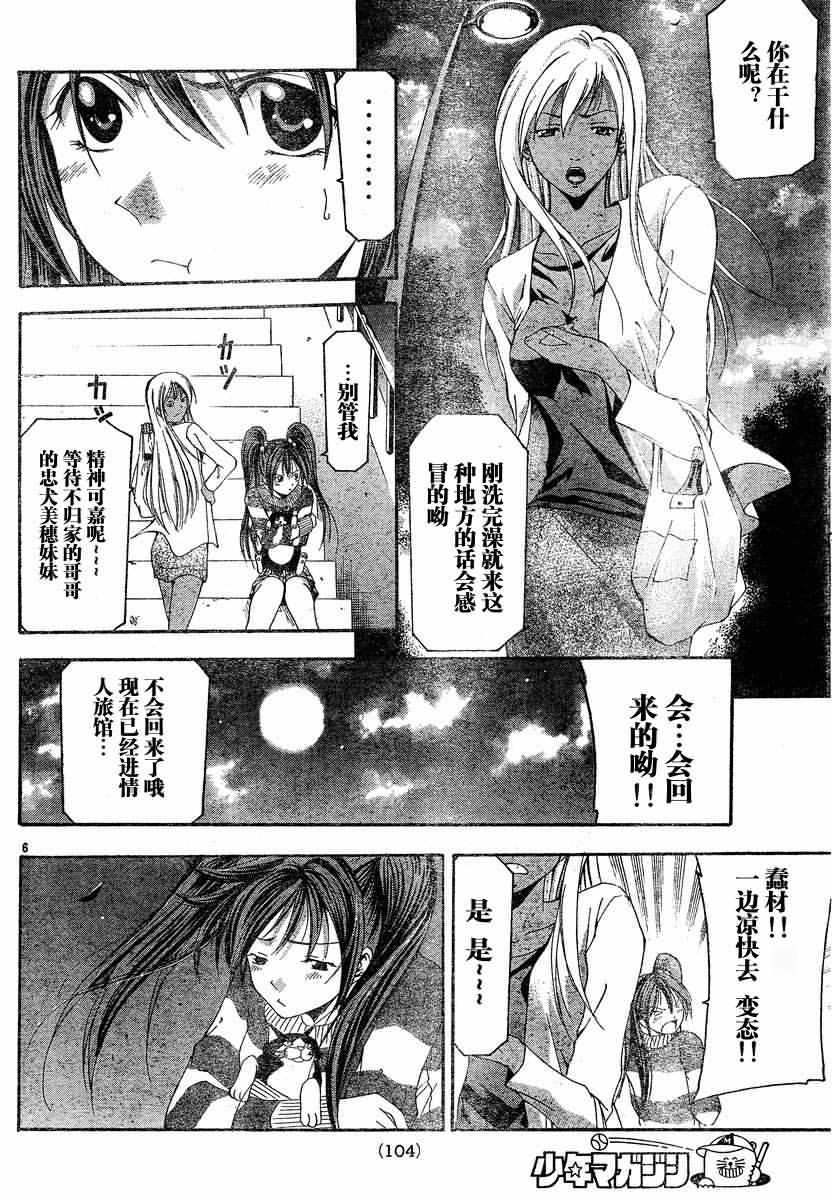 你在干什
么呢？
刚洗完澡就来这
种地方的话会感
冒的呦
………
…别管我
カツ
カツ
精神可嘉呢~~~
等待不归家的哥哥
的忠犬美穗妹妹
会…会回
来的呦!!
不会回来了哦
现在已经进情
人旅馆…
蠢材!!
一边凉快去 变态!!
是 是~~~
6
(104)
少年マガジン